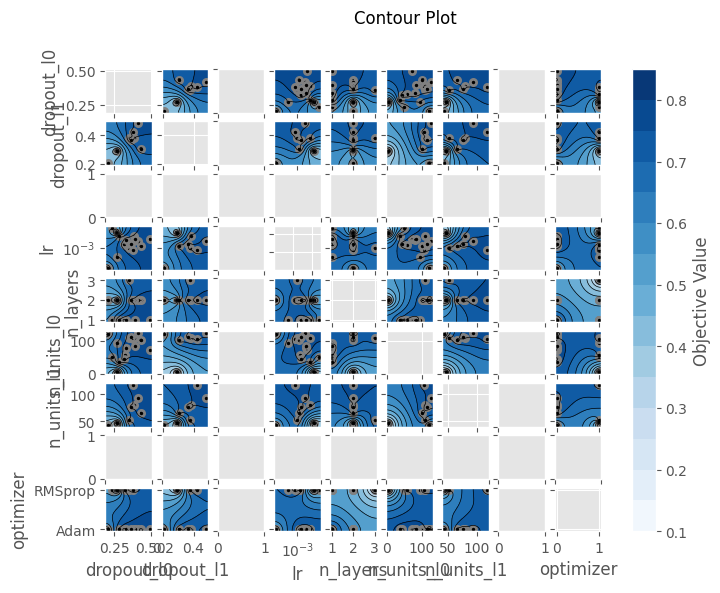 Contour Plot
dropout_l0
0.50
0.25
dropout_l1
0.4
0.2
1
0
lr
10⁻³
n_layers
3
2
1
n_units_l0
100
0
n_units_l1
100
50
1
0
optimizer
RMSprop
Adam
0.25
0.50
0.2
0.4
0
1
10⁻³
1
2
3
0
100
50
100
0
1
0
1
dropout_l0
dropout_l1
lr
n_layers
n_units_l0
n_units_l1
optimizer
0.8
0.7
0.6
0.5
0.4
0.3
0.2
0.1
Objective Value